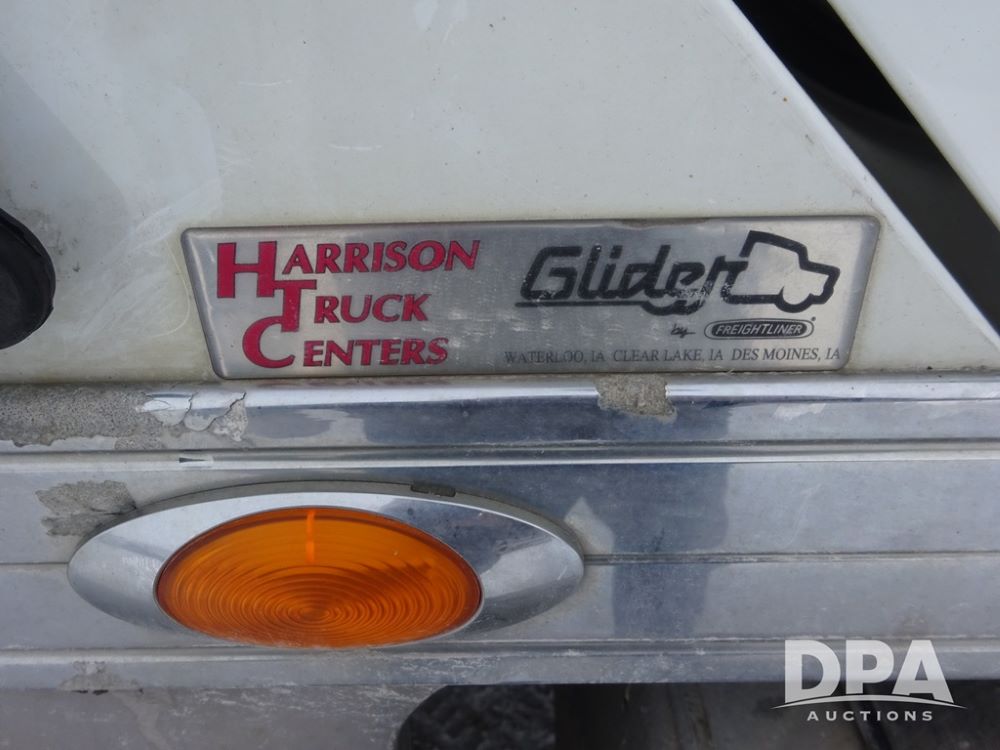 HARRISON
TRUCK
CENTERS
Glider
by FREIGHTLINER®
WATERLOO, IA CLEAR LAKE, IA DES MOINES, IA
DPA
AUCTIONS